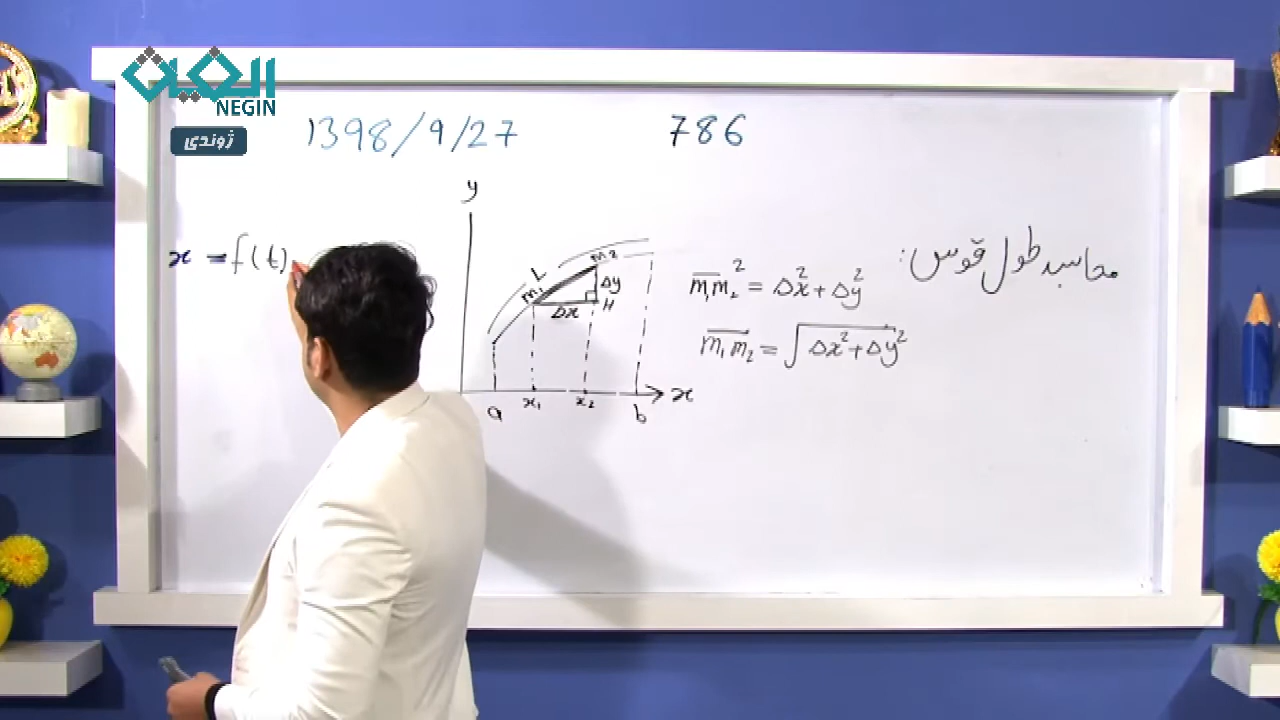 المپین
NEGIN
ژوندی
1398/9/27
786
محاسبه طول قوس:
y
L
m₁
m₂
Δy
Δx
H
a
x₁
x₂
b
x
m₁m₂² = Δx² + Δy²
m₁m₂ = √Δx² + Δy²
x = f(t)